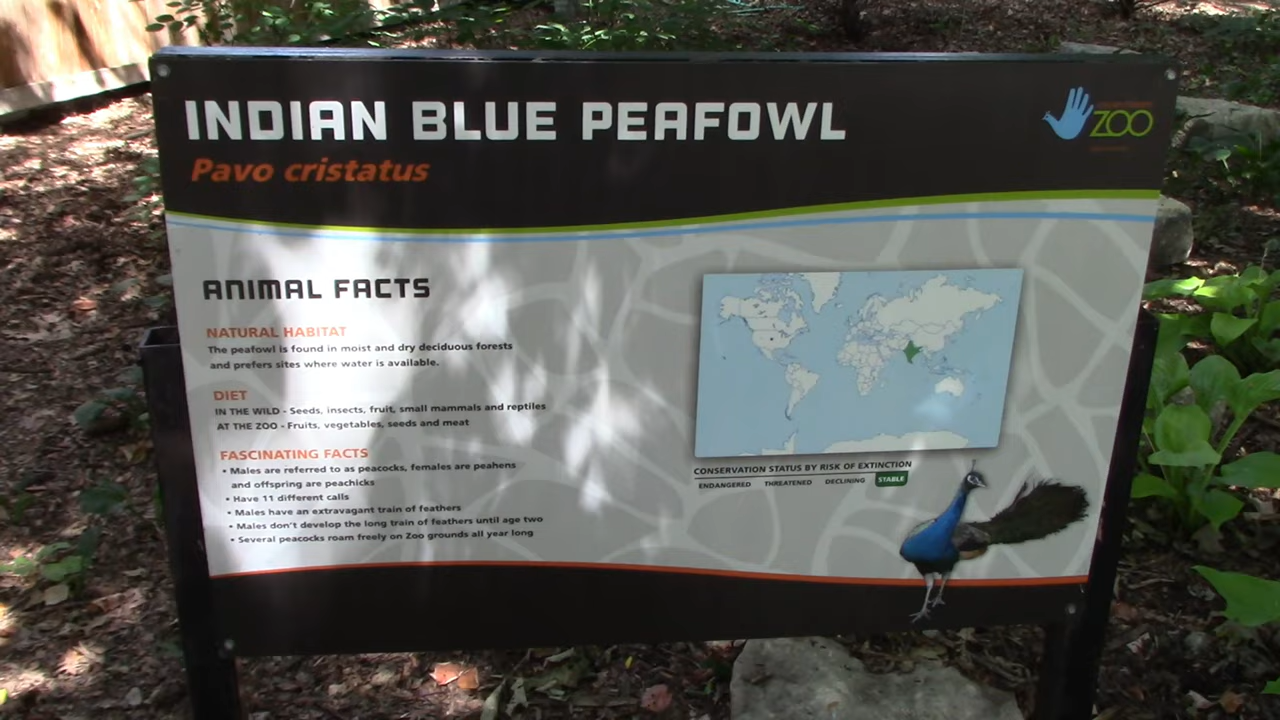 INDIAN BLUE PEAFOWL
Pavo cristatus
ZOO
ANIMAL FACTS
NATURAL HABITAT
The peafowl is found in moist and dry deciduous forests
and prefers sites where water is available.
DIET
IN THE WILD - Seeds, insects, fruit, small mammals and reptiles
AT THE ZOO - Fruits, vegetables, seeds and meat
FASCINATING FACTS
• Males are referred to as peacocks, females are peahens
and offspring are peachicks
• Have 11 different calls
• Males have an extravagant train of feathers
• Males don't develop the long train of feathers until age two
• Several peacocks roam freely on Zoo grounds all year long
CONSERVATION STATUS BY RISK OF EXTINCTION
ENDANGERED THREATENED DECLINING STABLE